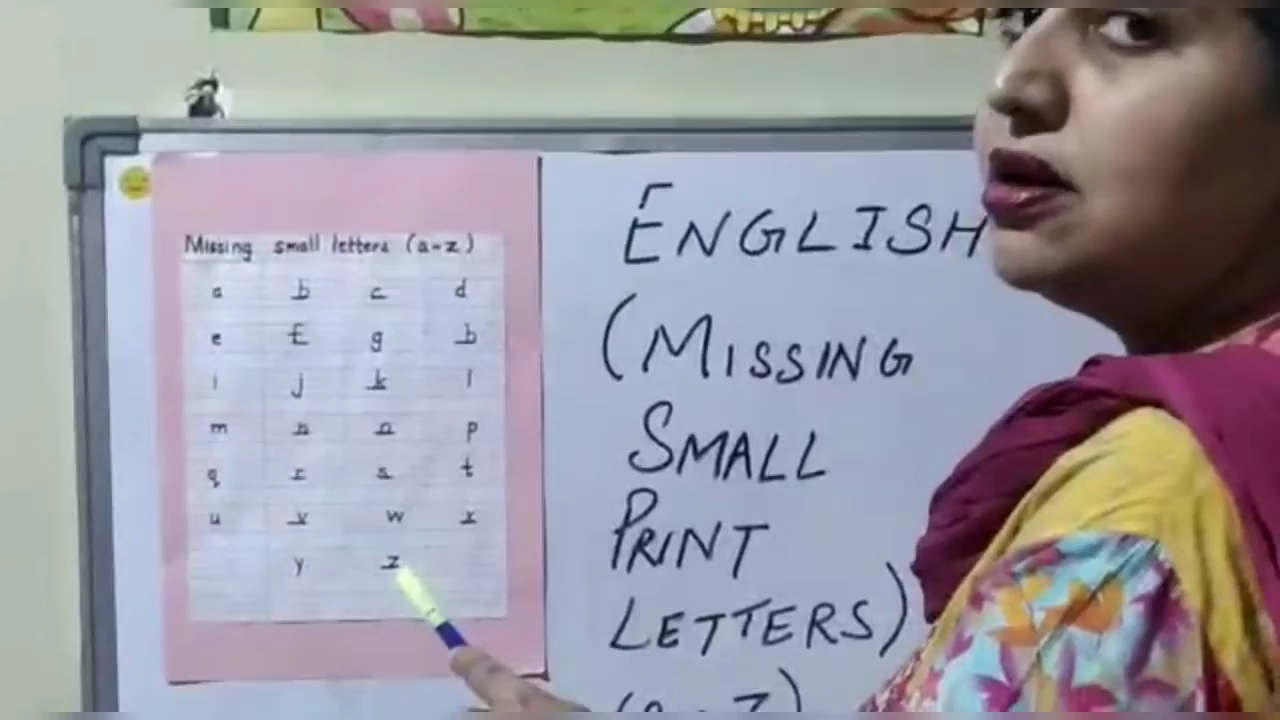 Missing small letters (a-z)
a b c d
e f g h
i j k l
m n o p
q r s t
u v w x
y z
ENGLISH
(MISSING
SMALL
PRINT
LETTERS)
(a-z)